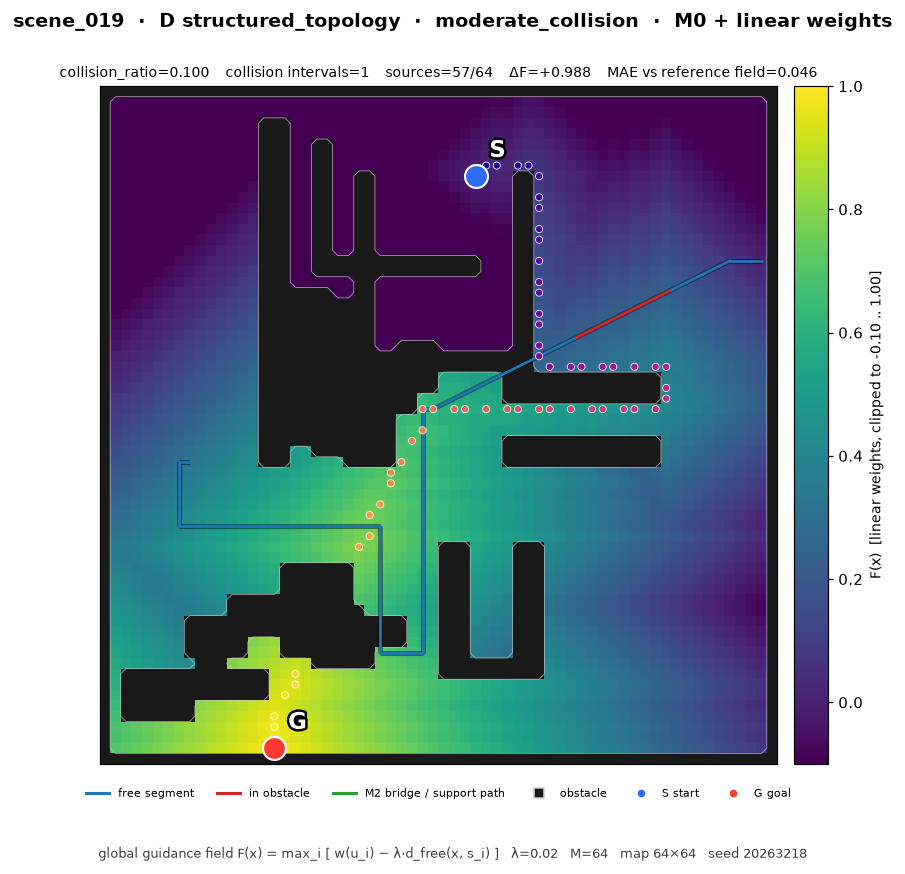 scene_019 · D structured_topology · moderate_collision · M0 + linear weights
collision_ratio=0.100 collision intervals=1 sources=57/64 ΔF=+0.988 MAE vs reference field=0.046
S
G
1.0
0.8
0.6
0.4
0.2
0.0
F(x) [linear weights, clipped to -0.10 .. 1.00]
free segment
in obstacle
M2 bridge / support path
obstacle
S start
G goal
global guidance field F(x) = max_i [ w(u_i) − λ·d_free(x, s_i) ] λ=0.02 M=64 map 64×64 seed 20263218